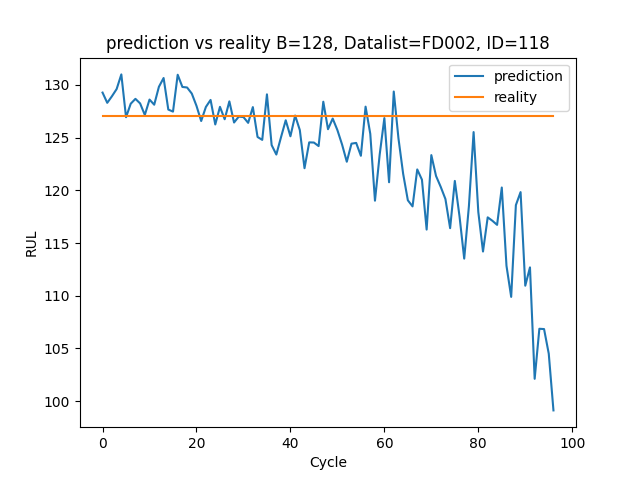 prediction vs reality B=128, Datalist=FD002, ID=118
prediction
reality
130
125
120
115
110
105
100
RUL
0 20 40 60 80 100
Cycle